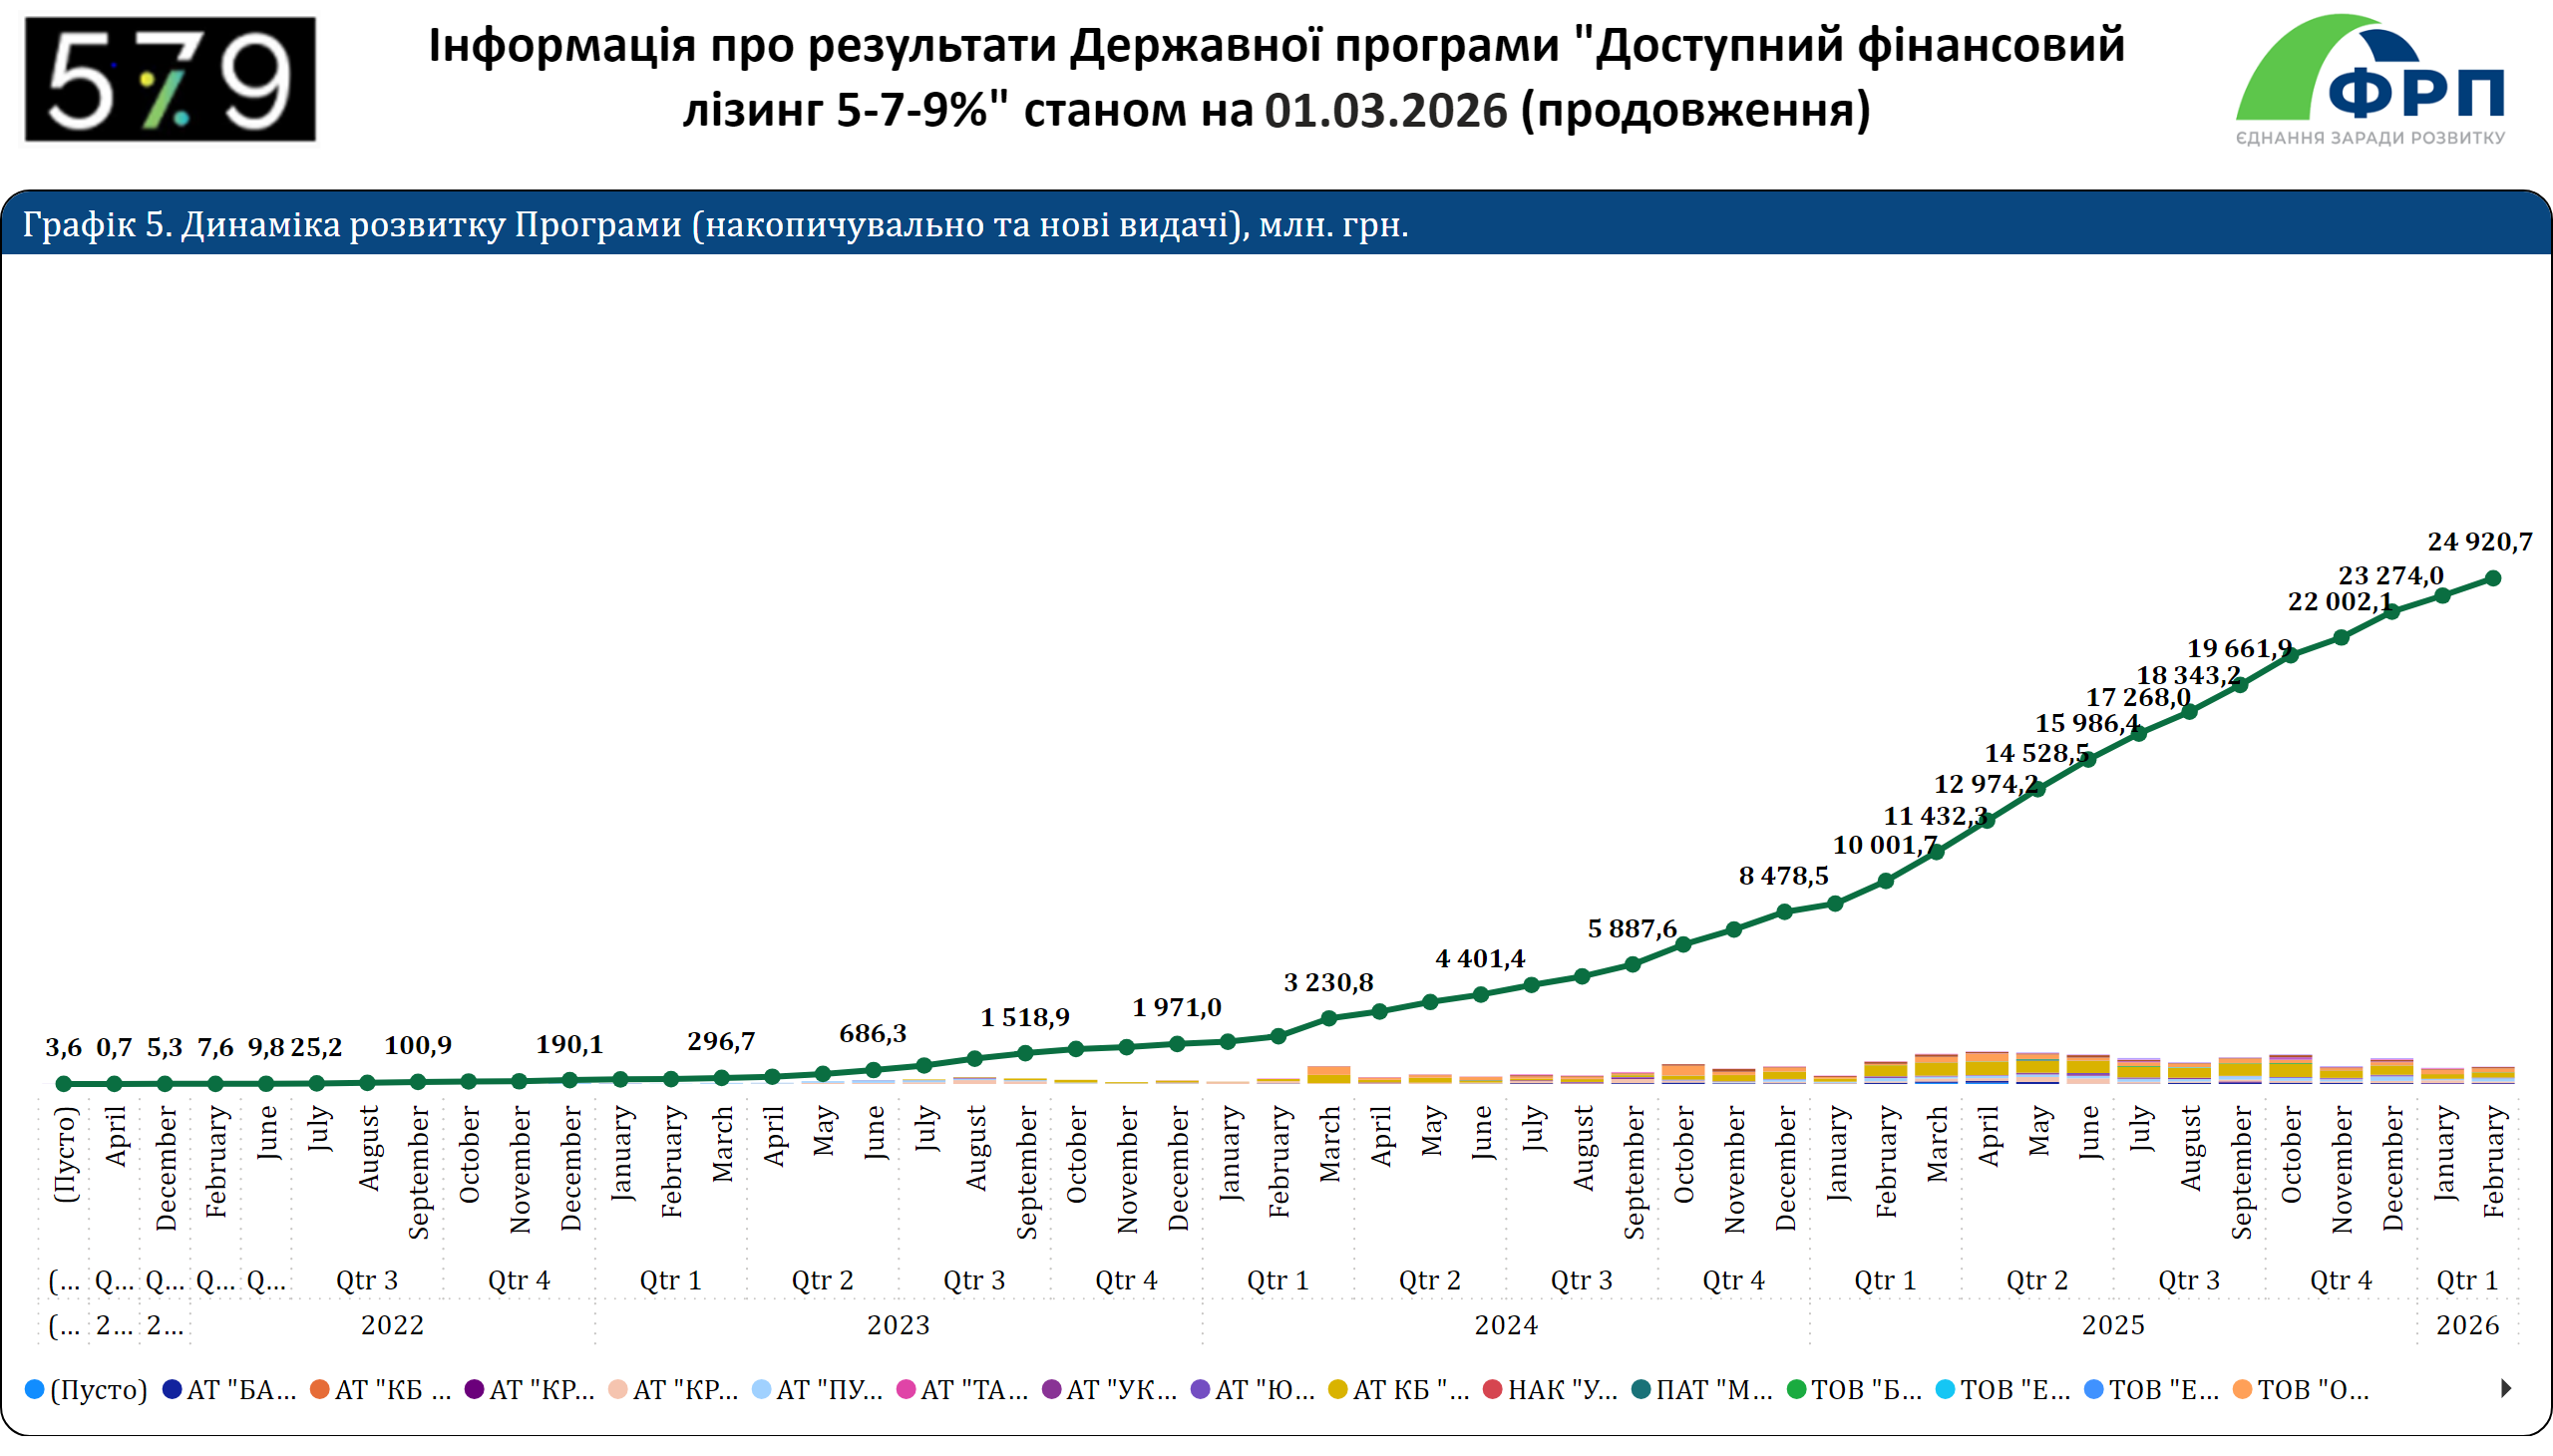 5 7 9
Інформація про результати Державної програми "Доступний фінансовий
лізинг 5-7-9%" станом на 01.03.2026 (продовження)
ФРП
ЄДНАННЯ ЗАРАДИ РОЗВИТКУ
Графік 5. Динаміка розвитку Програми (накопичувально та нові видачі), млн. грн.
3,6 0,7 5,3 7,6 9,8 25,2 100,9 190,1 296,7 686,3 1 518,9 1 971,0 3 230,8 4 401,4 5 887,6 8 478,5 10 001,7 11 432,3 12 974,2 14 528,5 15 986,4 17 268,0 18 343,2 19 661,9 22 002,1 23 274,0 24 920,7
(Пусто) April December February June July August September October November December January February March April May June July August September October November December January February March April May June July August September October November December January February March April May June July August September October November December January February
(... Q... Q... Q... Q... Qtr 3 Qtr 4 Qtr 1 Qtr 2 Qtr 3 Qtr 4 Qtr 1 Qtr 2 Qtr 3 Qtr 4 Qtr 1 Qtr 2 Qtr 3 Qtr 4 Qtr 1
(... 2... 2... 2022 2023 2024 2025 2026
(Пусто) АТ "БА... АТ "КБ ... АТ "КР... АТ "КР... АТ "ПУ... АТ "ТА... АТ "УК... АТ "Ю... АТ КБ "... НАК "У... ПАТ "М... ТОВ "Б... ТОВ "Е... ТОВ "Е... ТОВ "О...